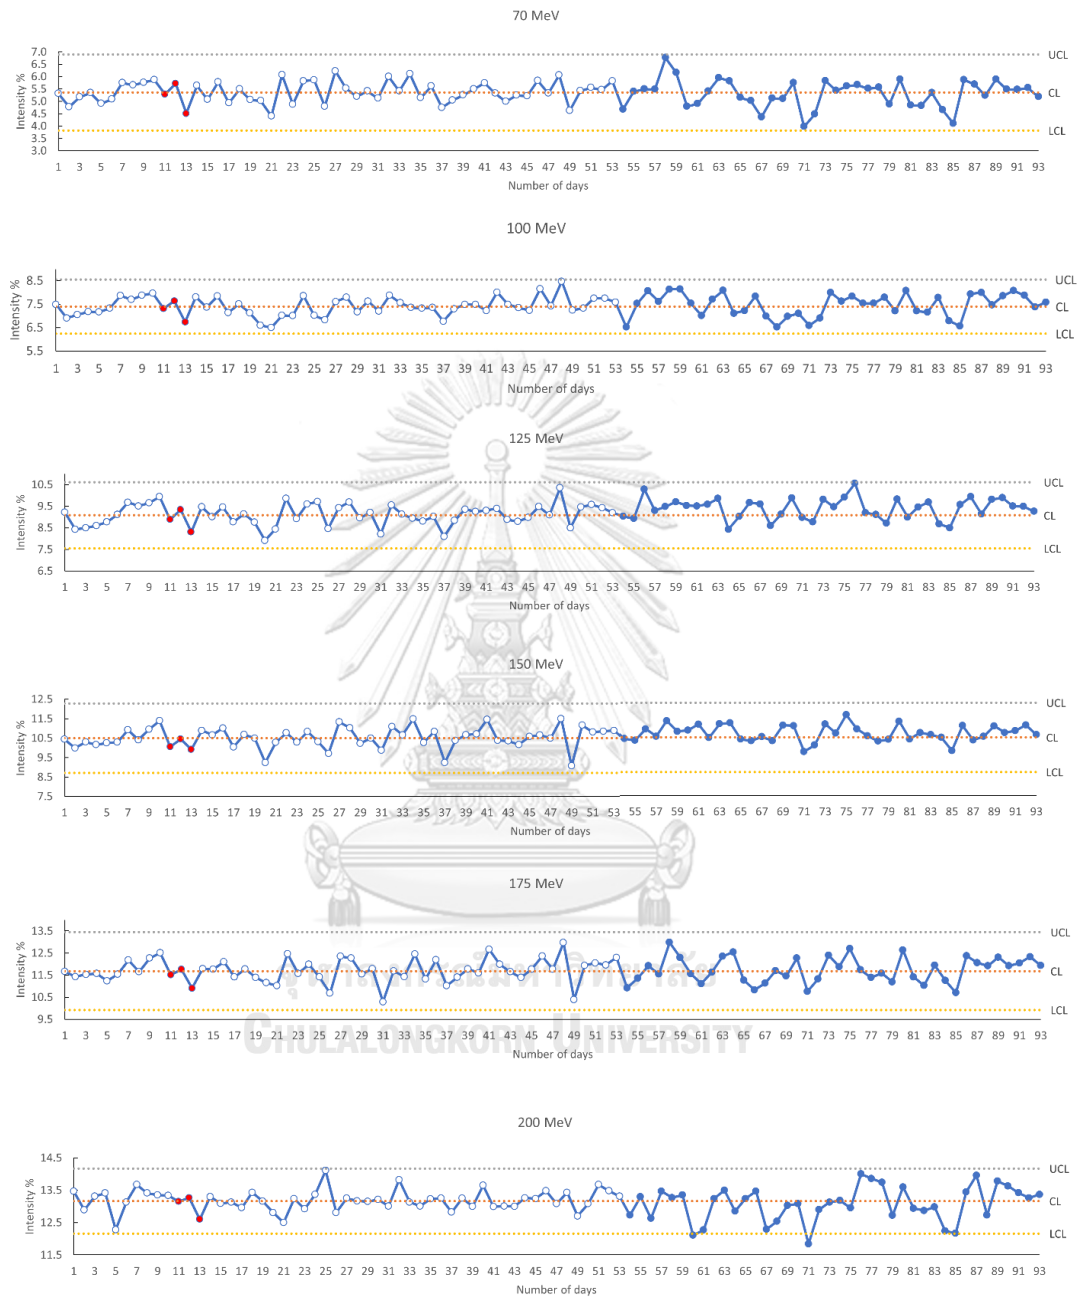 70 MeV
7.0
6.5
6.0
5.5
5.0
4.5
4.0
3.5
3.0
Intensity %
UCL
CL
LCL
1 3 5 7 9 11 13 15 17 19 21 23 25 27 29 31 33 35 37 39 41 43 45 47 49 51 53 55 57 59 61 63 65 67 69 71 73 75 77 79 81 83 85 87 89 91 93
Number of days
100 MeV
8.5
7.5
6.5
5.5
Intensity %
UCL
CL
LCL
1 3 5 7 9 11 13 15 17 19 21 23 25 27 29 31 33 35 37 39 41 43 45 47 49 51 53 55 57 59 61 63 65 67 69 71 73 75 77 79 81 83 85 87 89 91 93
Number of days
125 MeV
10.5
9.5
8.5
7.5
6.5
Intensity %
UCL
CL
LCL
1 3 5 7 9 11 13 15 17 19 21 23 25 27 29 31 33 35 37 39 41 43 45 47 49 51 53 55 57 59 61 63 65 67 69 71 73 75 77 79 81 83 85 87 89 91 93
Number of days
150 MeV
12.5
11.5
10.5
9.5
8.5
7.5
Intensity %
UCL
CL
LCL
1 3 5 7 9 11 13 15 17 19 21 23 25 27 29 31 33 35 37 39 41 43 45 47 49 51 53 55 57 59 61 63 65 67 69 71 73 75 77 79 81 83 85 87 89 91 93
Number of days
175 MeV
13.5
12.5
11.5
10.5
9.5
Intensity %
UCL
CL
LCL
จุฬาลงกรณ์มหาวิทยาลัย
1 3 5 7 9 11 13 15 17 19 21 23 25 27 29 31 33 35 37 39 41 43 45 47 49 51 53 55 57 59 61 63 65 67 69 71 73 75 77 79 81 83 85 87 89 91 93
CHULALONGKORN UNIVERSITY
Number of days
200 MeV
14.5
13.5
12.5
11.5
Intensity %
UCL
CL
LCL
1 3 5 7 9 11 13 15 17 19 21 23 25 27 29 31 33 35 37 39 41 43 45 47 49 51 53 55 57 59 61 63 65 67 69 71 73 75 77 79 81 83 85 87 89 91 93
Number of days